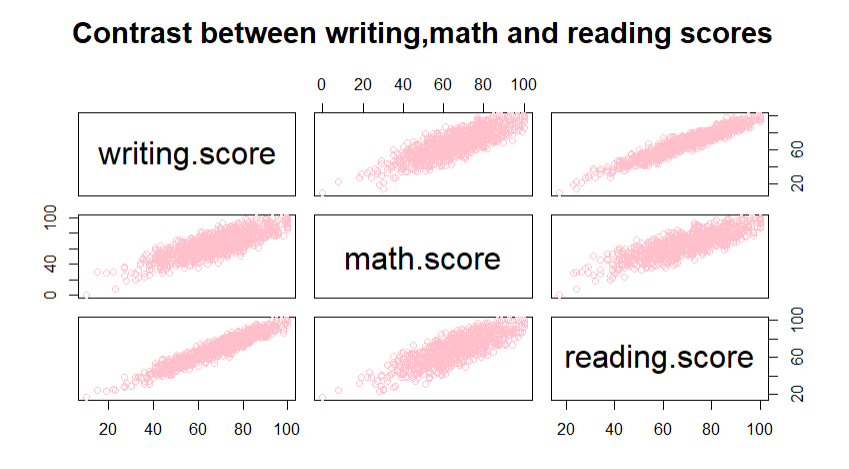 Contrast between writing,math and reading scores
0 20 40 60 80 100
writing.score
20 60
0 40 100
math.score
reading.score
20 60 100
20 40 60 80 100
20 40 60 80 100